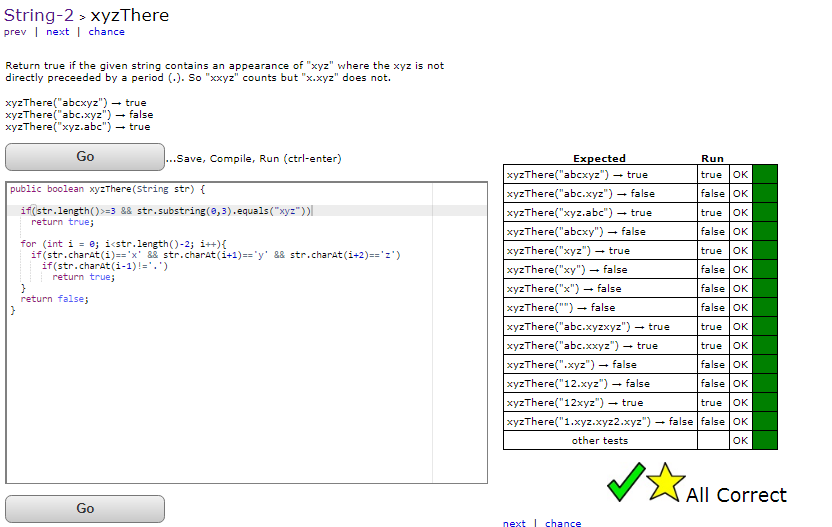 String-2 > xyzThere
prev | next | chance
Return true if the given string contains an appearance of "xyz" where the xyz is not
directly preceeded by a period (.). So "xxyz" counts but "x.xyz" does not.
xyzThere("abcxyz") → true
xyzThere("abc.xyz") → false
xyzThere("xyz.abc") → true
Go
...Save, Compile, Run (ctrl-enter)
public boolean xyzThere(String str) {
if(str.length()>=3 && str.substring(0,3).equals("xyz"))
return true;
for (int i = 0; i<str.length()-2; i++){
if(str.charAt(i)=='x' && str.charAt(i+1)=='y' && str.charAt(i+2)=='z')
if(str.charAt(i-1)!='.')
return true;
}
return false;
}
Go
Expected Run
xyzThere("abcxyz") → true true OK
xyzThere("abc.xyz") → false false OK
xyzThere("xyz.abc") → true true OK
xyzThere("abcxy") → false false OK
xyzThere("xyz") → true true OK
xyzThere("xy") → false false OK
xyzThere("x") → false false OK
xyzThere("") → false false OK
xyzThere("abc.xyzxyz") → true true OK
xyzThere("abc.xxyz") → true true OK
xyzThere(".xyz") → false false OK
xyzThere("12.xyz") → false false OK
xyzThere("12xyz") → true true OK
xyzThere("1.xyz.xyz2.xyz") → false false OK
other tests OK
All Correct
next | chance